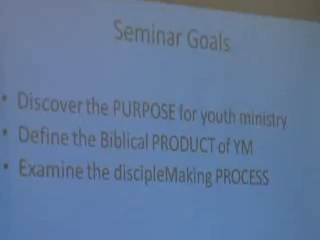 Seminar Goals
• Discover the PURPOSE for youth ministry
• Define the Biblical PRODUCT of YM
• Examine the discipleMaking PROCESS